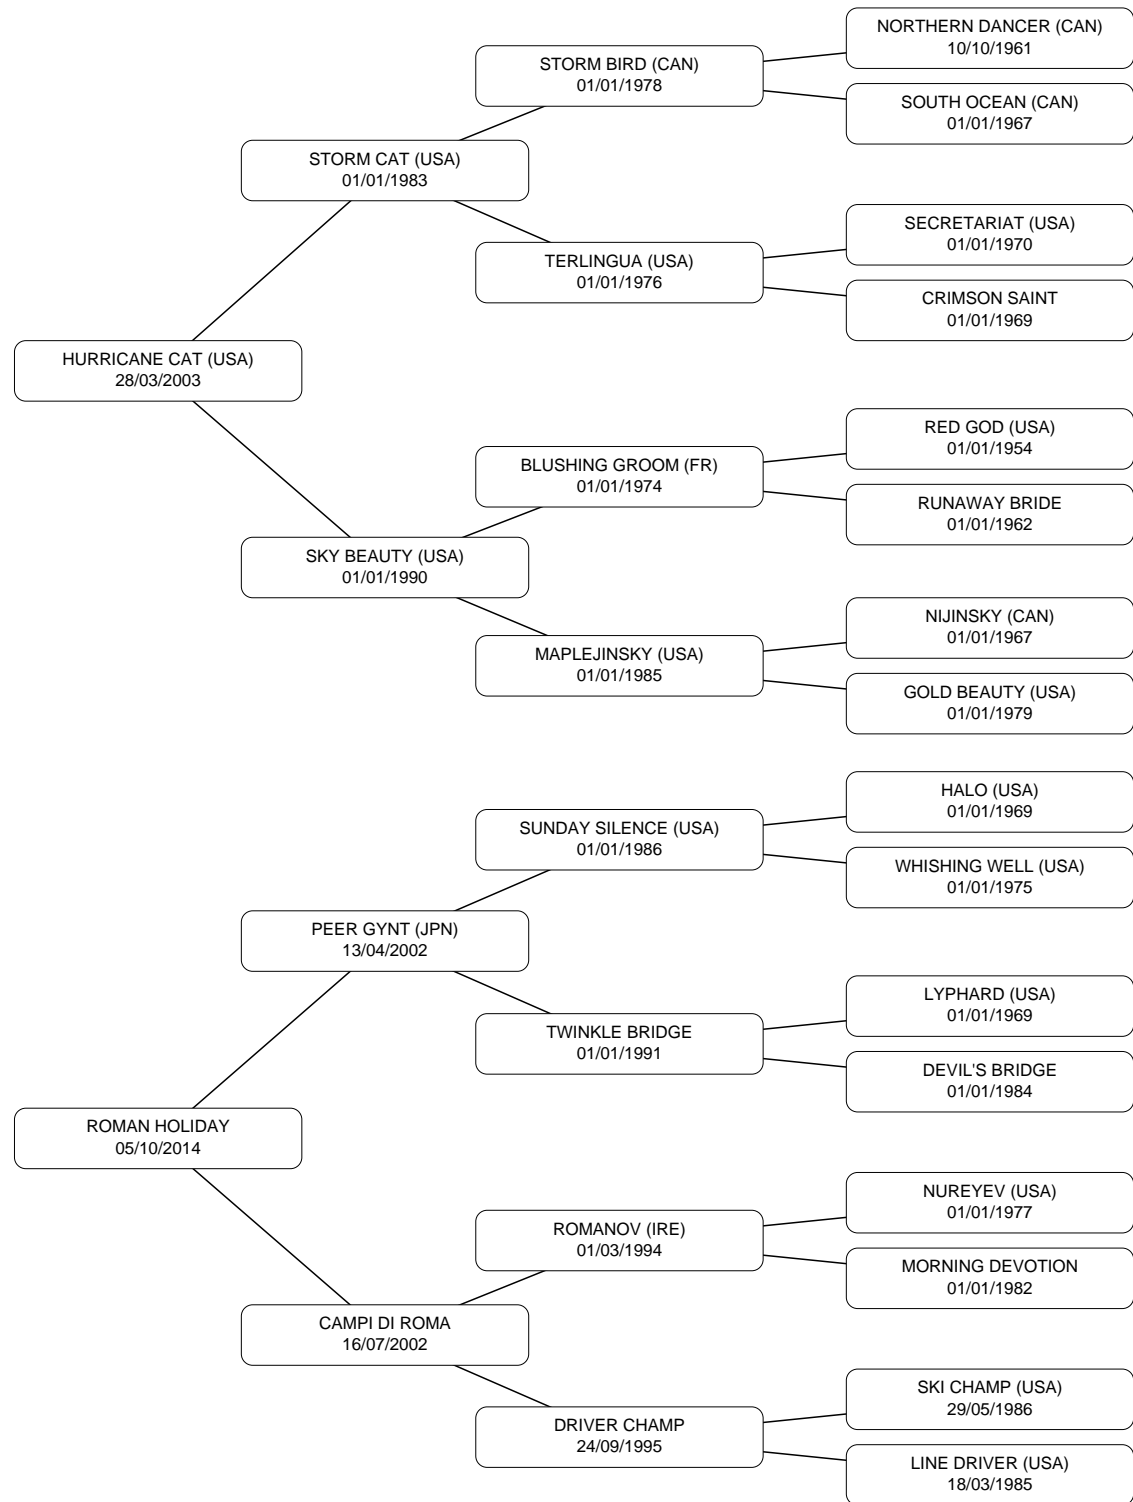 NORTHERN DANCER (CAN)
10/10/1961
STORM BIRD (CAN)
01/01/1978
SOUTH OCEAN (CAN)
01/01/1967
STORM CAT (USA)
01/01/1983
SECRETARIAT (USA)
01/01/1970
TERLINGUA (USA)
01/01/1976
CRIMSON SAINT
01/01/1969
HURRICANE CAT (USA)
28/03/2003
RED GOD (USA)
01/01/1954
BLUSHING GROOM (FR)
01/01/1974
RUNAWAY BRIDE
01/01/1962
SKY BEAUTY (USA)
01/01/1990
NIJINSKY (CAN)
01/01/1967
MAPLEJINSKY (USA)
01/01/1985
GOLD BEAUTY (USA)
01/01/1979
HALO (USA)
01/01/1969
SUNDAY SILENCE (USA)
01/01/1986
WHISHING WELL (USA)
01/01/1975
PEER GYNT (JPN)
13/04/2002
LYPHARD (USA)
01/01/1969
TWINKLE BRIDGE
01/01/1991
DEVIL'S BRIDGE
01/01/1984
ROMAN HOLIDAY
05/10/2014
NUREYEV (USA)
01/01/1977
ROMANOV (IRE)
01/03/1994
MORNING DEVOTION
01/01/1982
CAMPI DI ROMA
16/07/2002
SKI CHAMP (USA)
29/05/1986
DRIVER CHAMP
24/09/1995
LINE DRIVER (USA)
18/03/1985